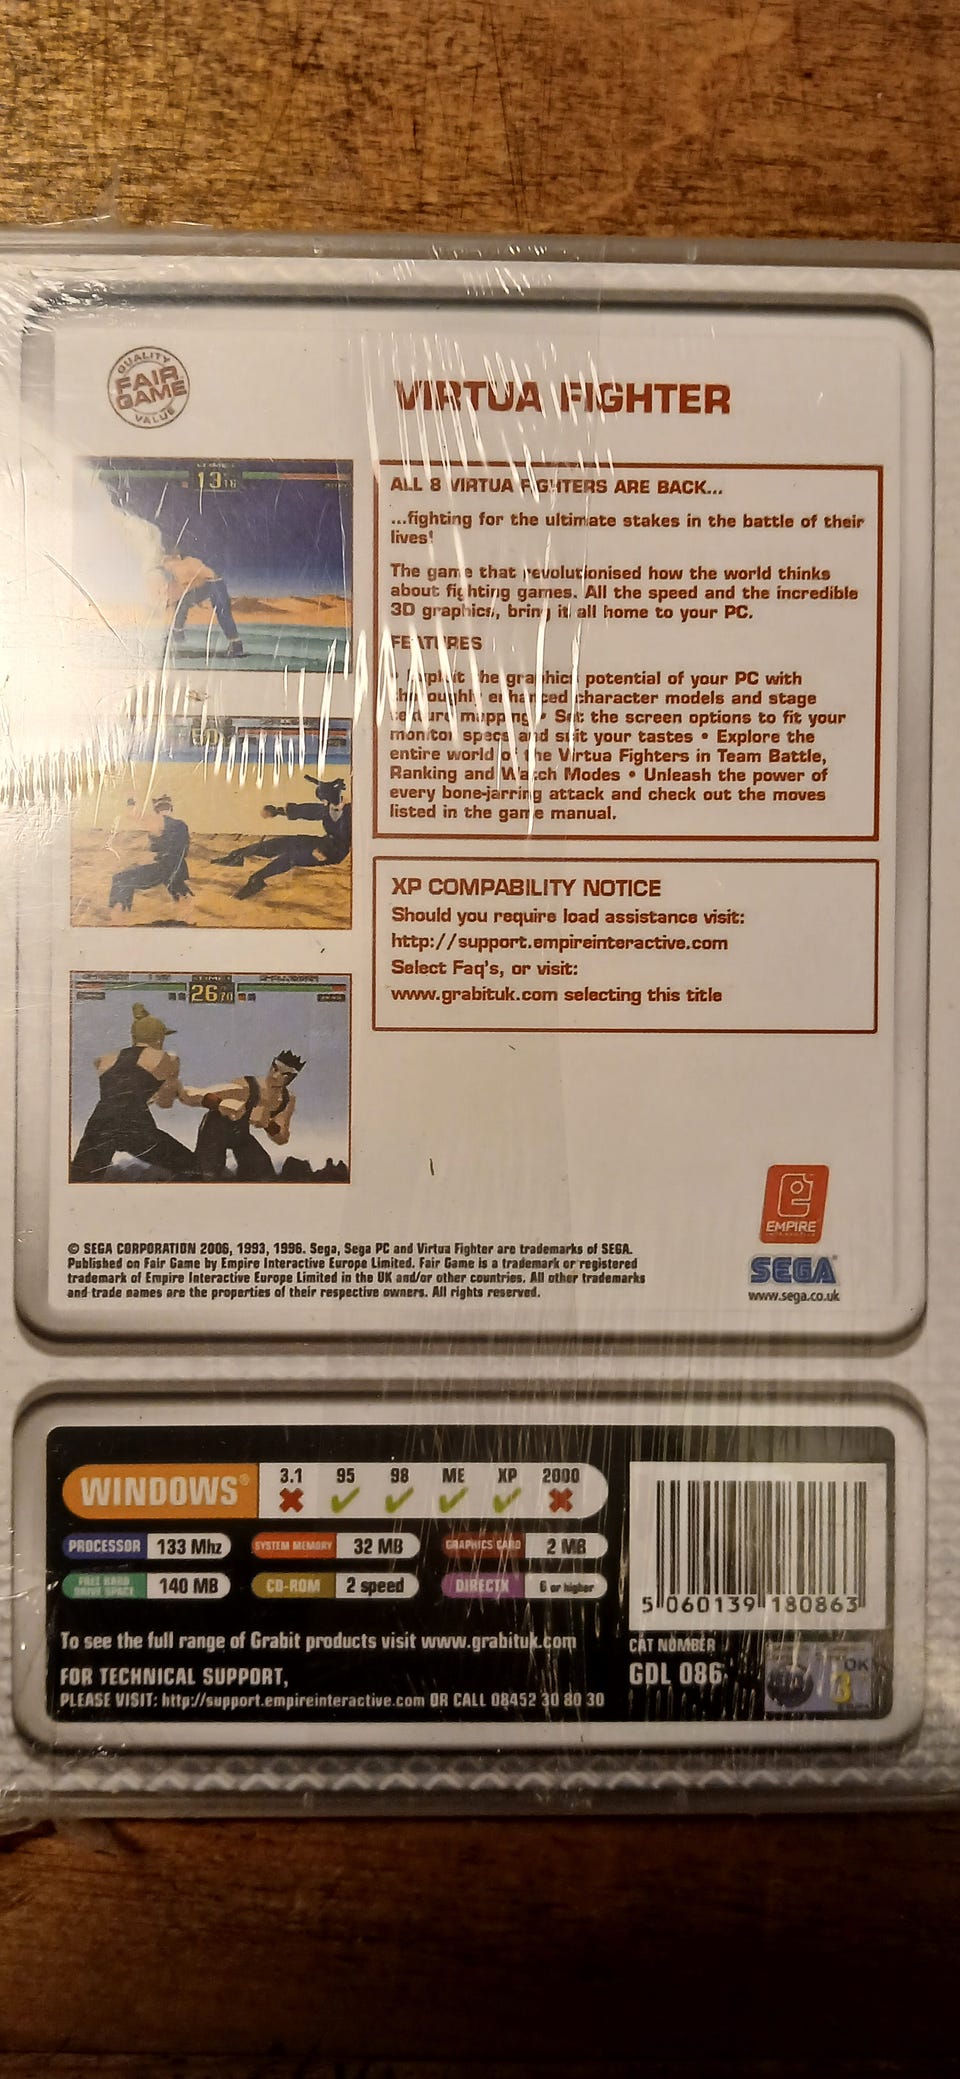 QUALITY
FAIR
GAME
VALUE
VIRTUA FIGHTER
13
ALL 8 VIRTUA FIGHTERS ARE BACK...
...fighting for the ultimate stakes in the battle of their
lives!
The game that revolutionised how the world thinks
about fighting games. All the speed and the incredible
3D graphics, bring it all home to your PC.
FEATURES
• Exploit the graphics potential of your PC with
thoroughly enhanced character models and stage
texture mapping • Set the screen options to fit your
monitor specs and suit your tastes • Explore the
entire world of the Virtua Fighters in Team Battle,
Ranking and Watch Modes • Unleash the power of
every bone-jarring attack and check out the moves
listed in the game manual.
XP COMPABILITY NOTICE
Should you require load assistance visit:
http://support.empireinteractive.com
Select Faq's, or visit:
www.grabituk.com selecting this title
26
EMPIRE
INTERACTIVE
SEGA
www.sega.co.uk
© SEGA CORPORATION 2006, 1993, 1996. Sega, Sega PC and Virtua Fighter are trademarks of SEGA.
Published on Fair Game by Empire Interactive Europe Limited. Fair Game is a trademark or registered
trademark of Empire Interactive Europe Limited in the UK and/or other countries. All other trademarks
and trade names are the properties of their respective owners. All rights reserved.
WINDOWS® 3.1 95 98 ME XP 2000
PROCESSOR 133 Mhz SYSTEM MEMORY 32 MB GRAPHICS CARD 2 MB
FREE HARD DRIVE SPACE 140 MB CD-ROM 2 speed DIRECTX 6 or higher
5 060139 180863
To see the full range of Grabit products visit www.grabituk.com
FOR TECHNICAL SUPPORT,
PLEASE VISIT: http://support.empireinteractive.com OR CALL 08452 30 80 30
CAT NUMBER
GDL 086
OK